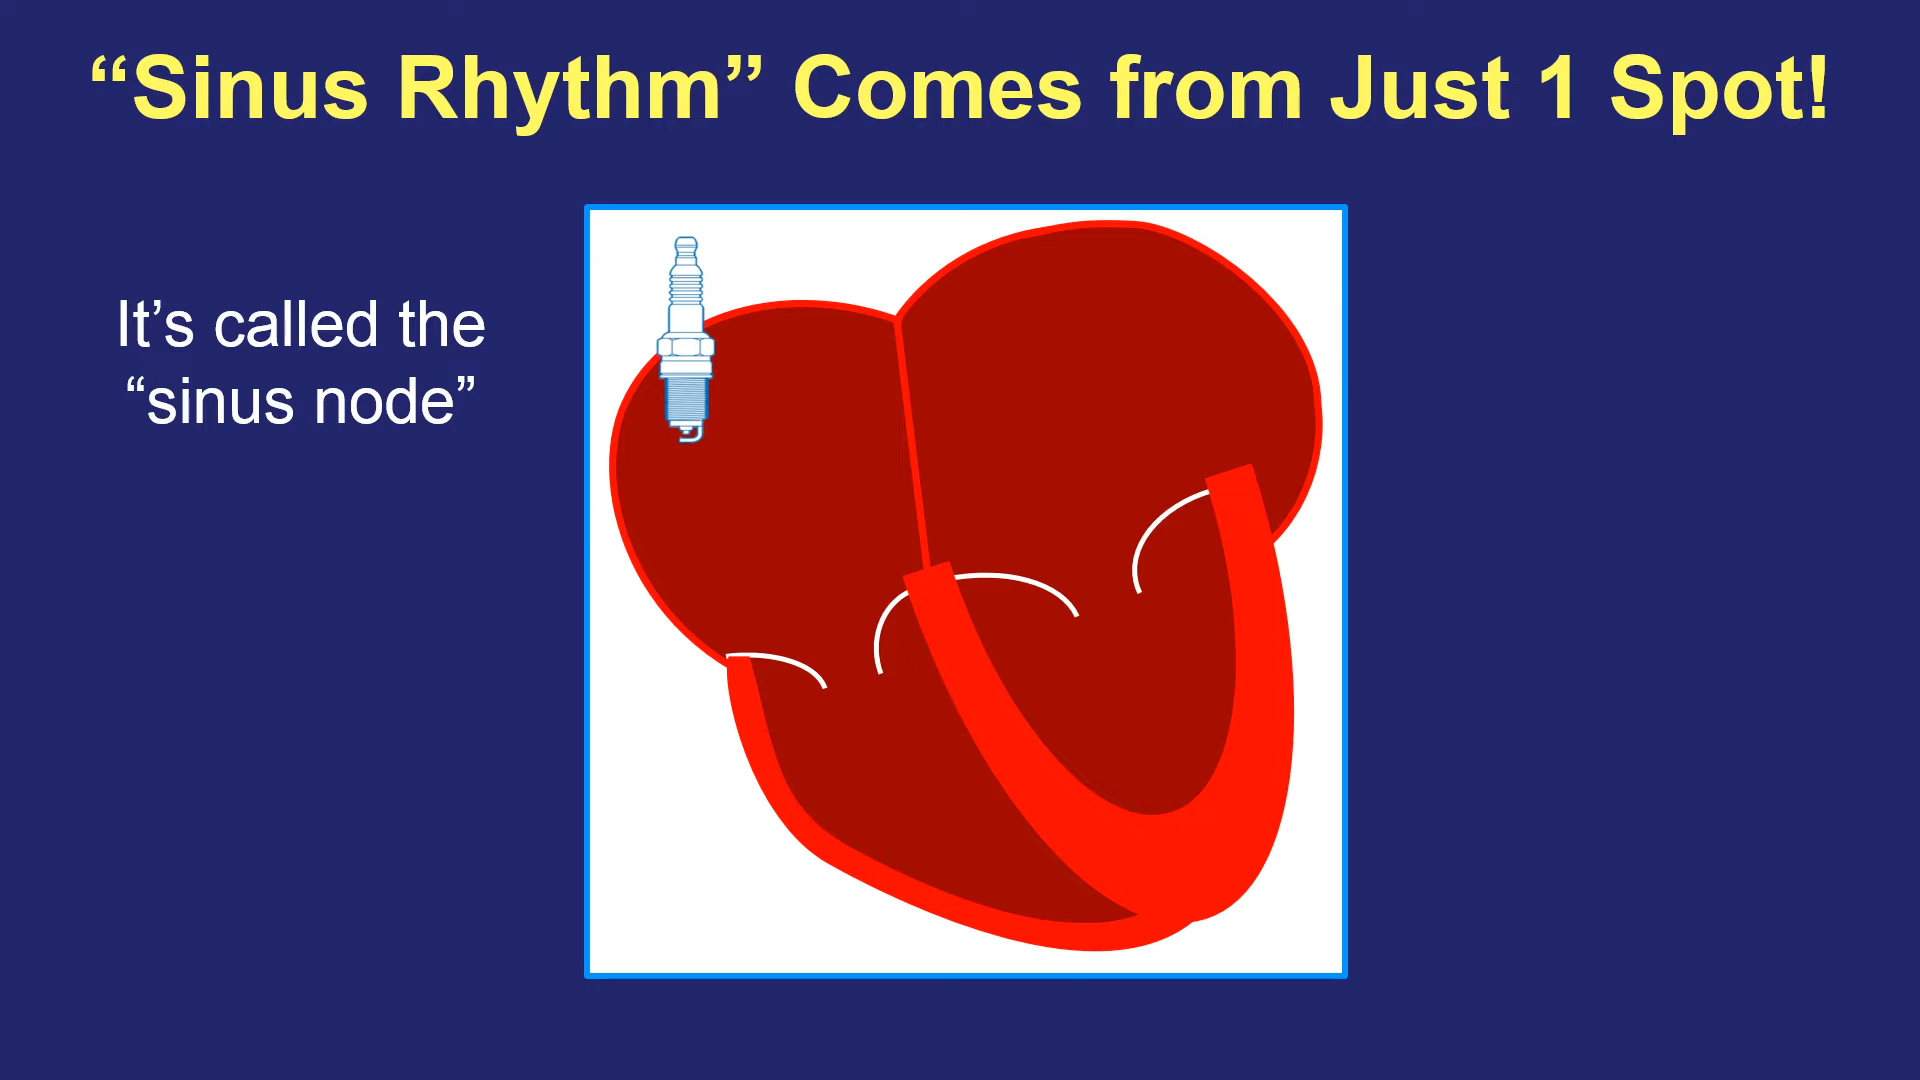 “Sinus Rhythm” Comes from Just 1 Spot!
It’s called the
“sinus node”